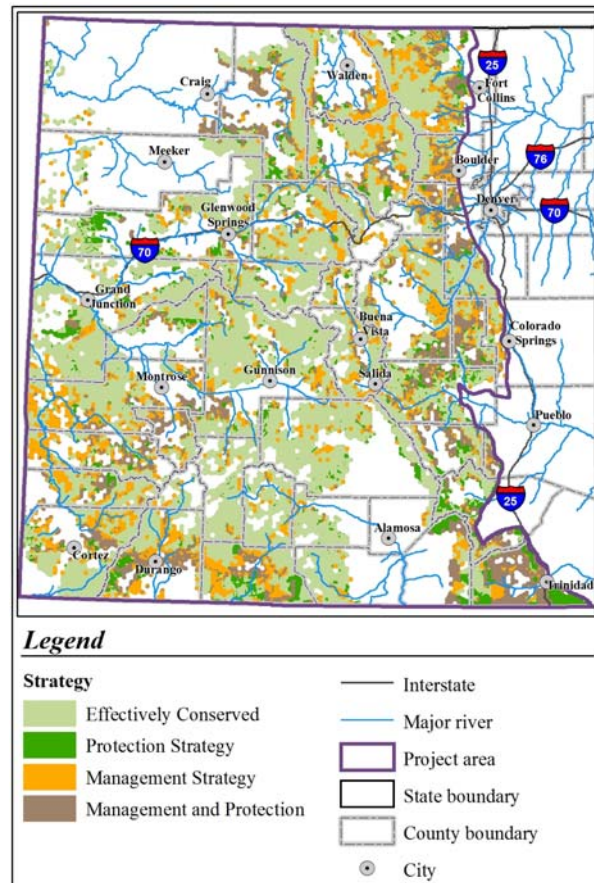 25
Walden
Craig
Fort
Collins
Meeker
Boulder
76
Glenwood
Springs
Denver
70
70
Grand
Junction
Buena
Vista
Colorado
Springs
Montrose
Gunnison
Salida
Pueblo
25
Alamosa
Cortez
Durango
Trinidad
Legend
Strategy
Effectively Conserved
Protection Strategy
Management Strategy
Management and Protection
Interstate
Major river
Project area
State boundary
County boundary
City